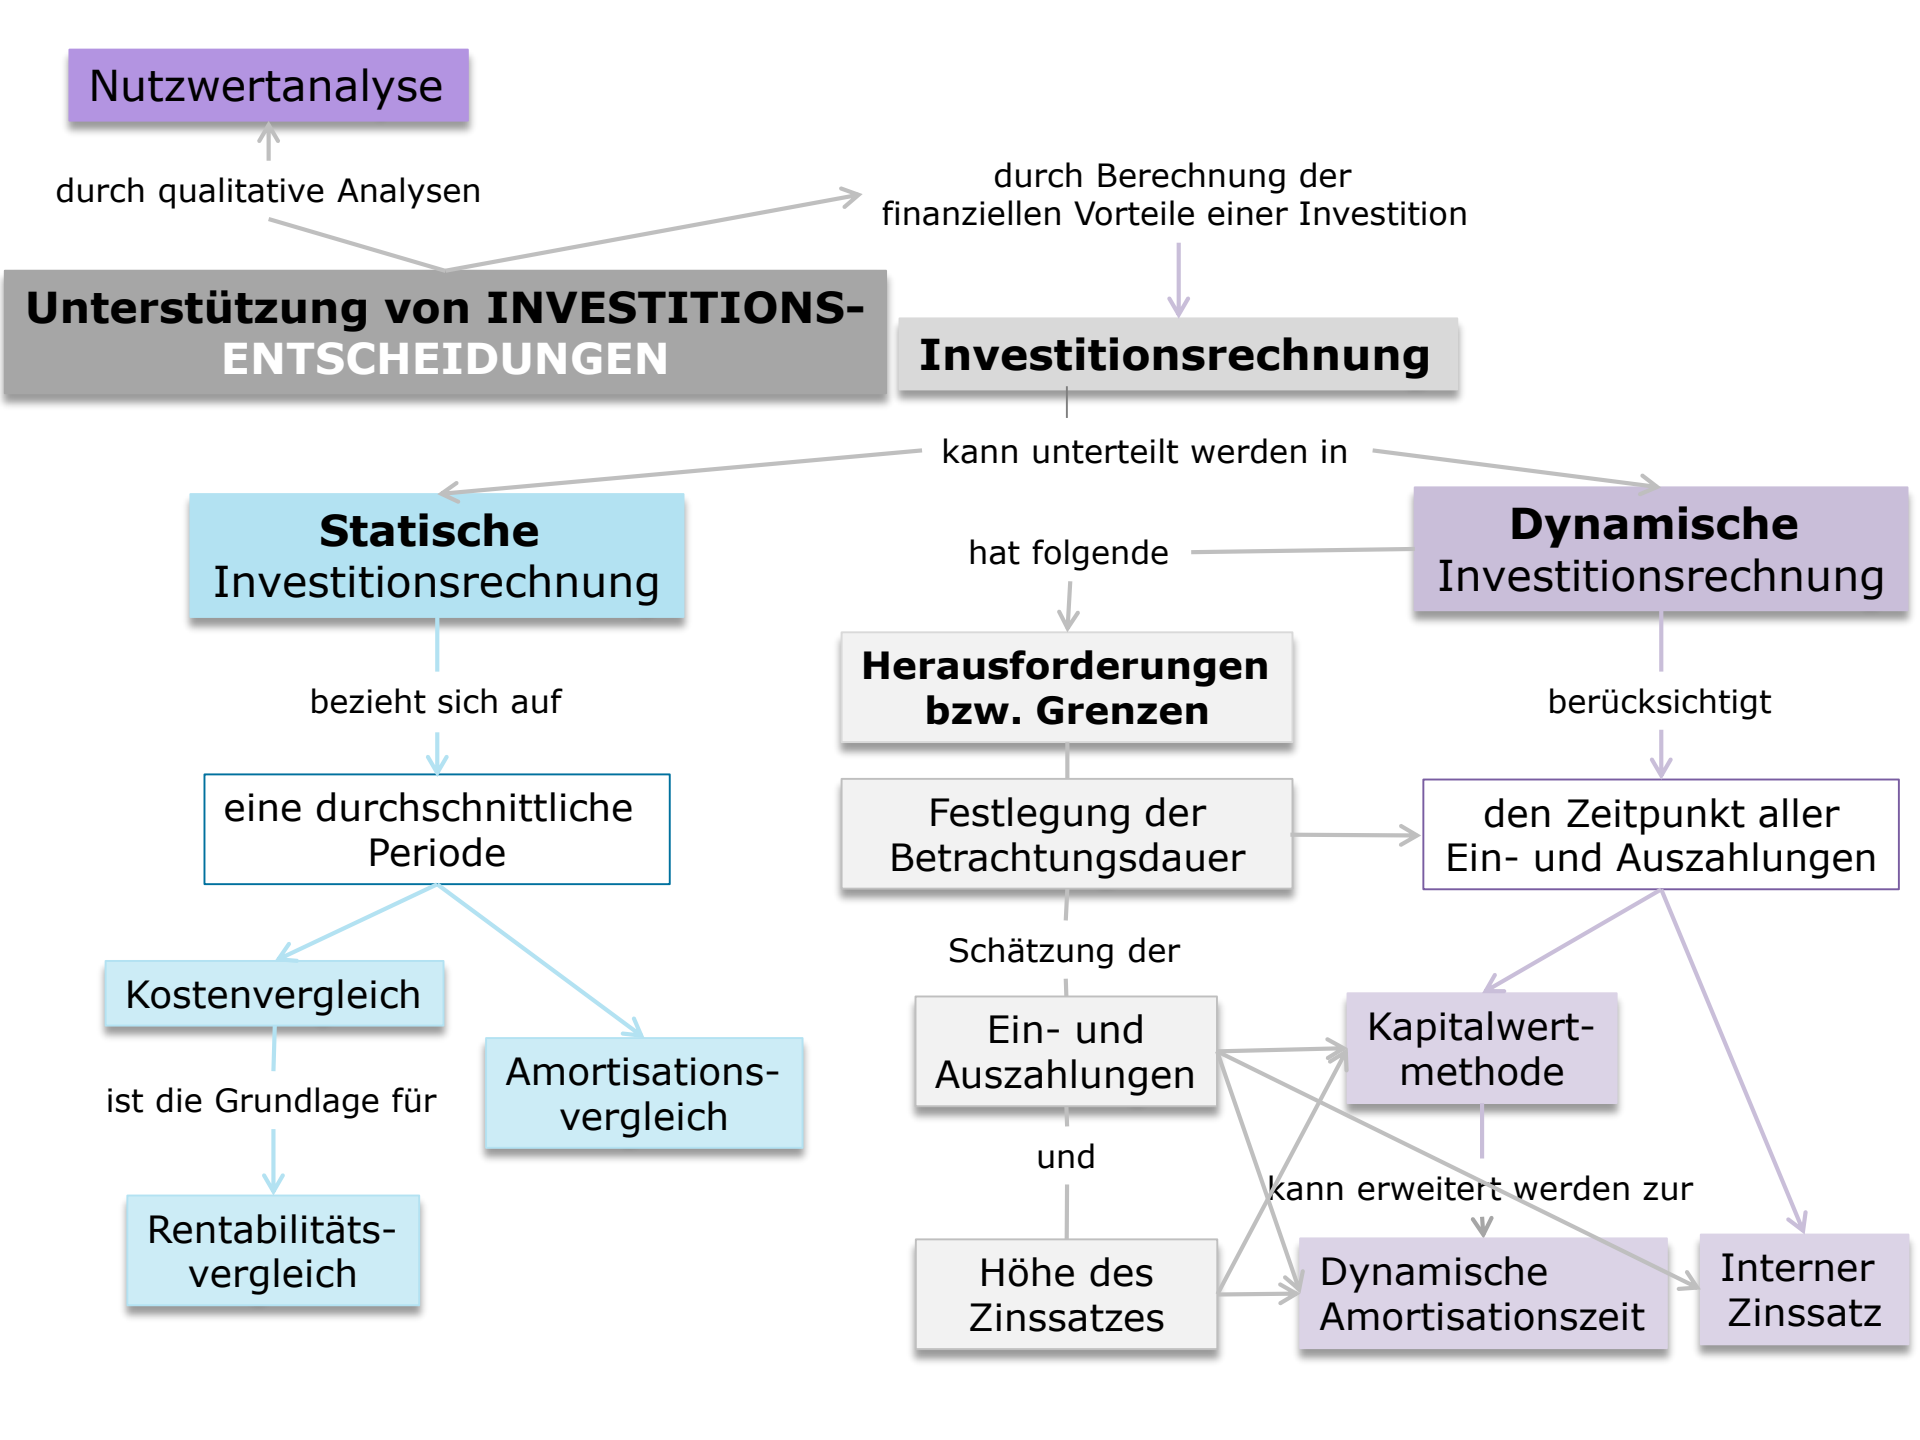 Nutzwertanalyse
durch qualitative Analysen
durch Berechnung der
finanziellen Vorteile einer Investition
Unterstützung von INVESTITIONS-
ENTSCHEIDUNGEN
Investitionsrechnung
kann unterteilt werden in
Statische
Investitionsrechnung
hat folgende
Dynamische
Investitionsrechnung
Herausforderungen
bzw. Grenzen
bezieht sich auf
berücksichtigt
eine durchschnittliche
Periode
Festlegung der
Betrachtungsdauer
den Zeitpunkt aller
Ein- und Auszahlungen
Schätzung der
Kostenvergleich
Ein- und
Auszahlungen
Kapitalwert-
methode
Amortisations-
vergleich
ist die Grundlage für
und
kann erweitert werden zur
Rentabilitäts-
vergleich
Höhe des
Zinssatzes
Dynamische
Amortisationszeit
Interner
Zinssatz